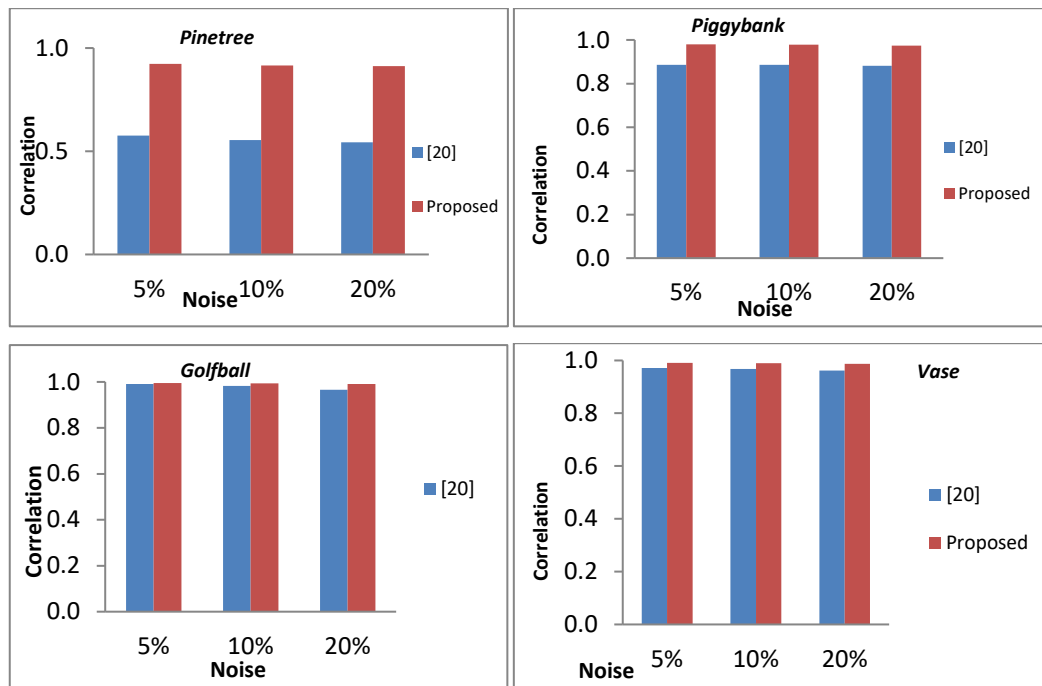 Pinetree
Correlation
1.0
0.5
0.0
5% 10% 20%
Noise
[20]
Proposed
Piggybank
Correlation
1.0
0.8
0.6
0.4
0.2
0.0
5% 10% 20%
Noise
[20]
Proposed
Golfball
Correlation
1.0
0.8
0.6
0.4
0.2
0.0
5% 10% 20%
Noise
[20]
Vase
Correlation
1.0
0.8
0.6
0.4
0.2
0.0
5% 10% 20%
Noise
[20]
Proposed